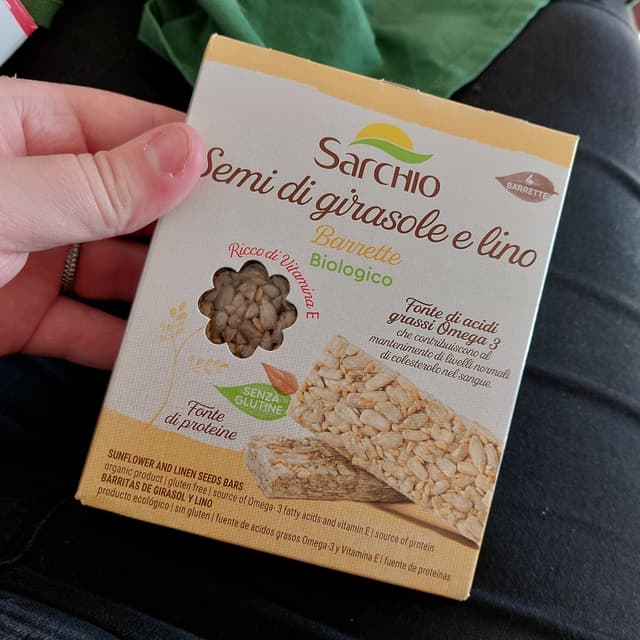 Sarchio
4
BARRETTE
Semi di girasole e lino
Barrette
Biologico
Ricco di Vitamina E
Fonte di acidi
grassi Omega 3
che contribuiscono al
mantenimento di livelli normali
di colesterolo nel sangue.
SENZA
GLUTINE
Fonte
di proteine
SUNFLOWER AND LINEN SEEDS BARS
organic product | gluten free | source of Omega-3 fatty acids and vitamin E | source of protein
BARRITAS DE GIRASOL Y LINO
producto ecológico | sin gluten | fuente de acidos grasos Omega-3 y Vitamina E | fuente de proteinas